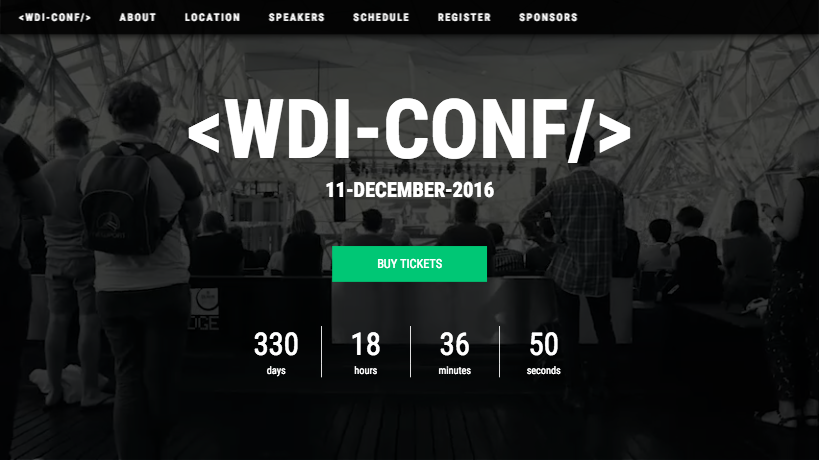 <WDI-CONF/> ABOUT LOCATION SPEAKERS SCHEDULE REGISTER SPONSORS
<WDI-CONF/>
11-DECEMBER-2016
BUY TICKETS
330 18 36 50
days hours minutes seconds